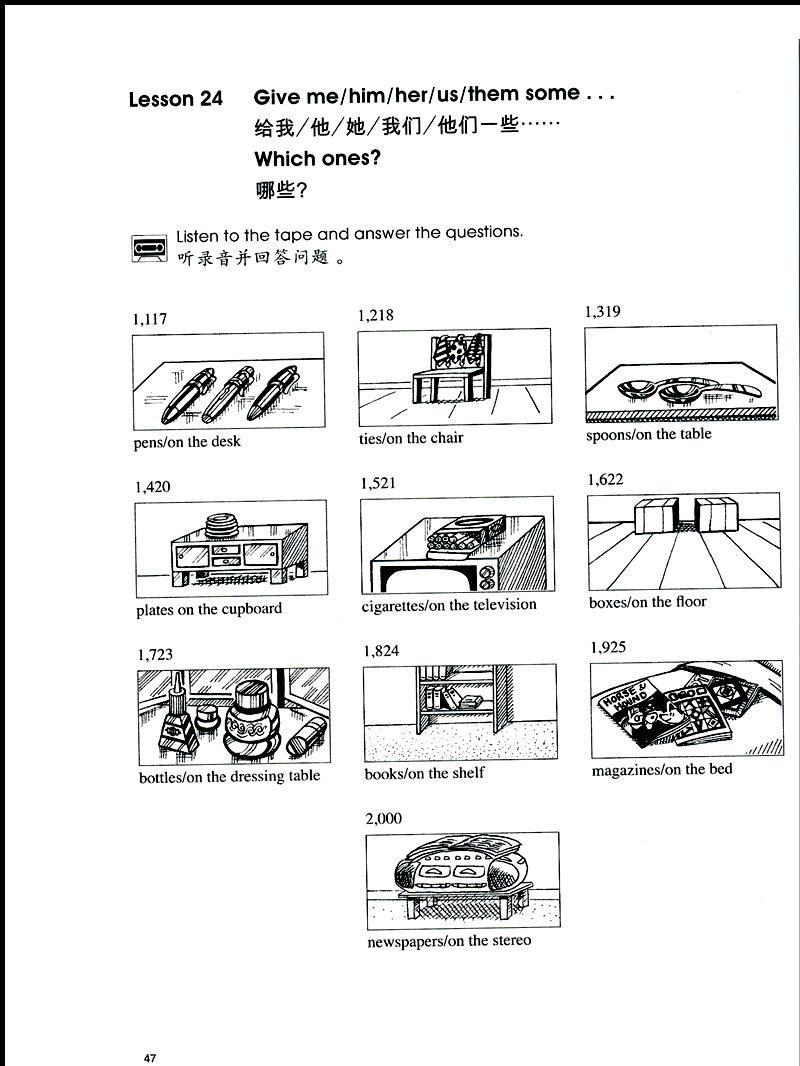 Lesson 24 Give me/him/her/us/them some . . .
给我/他/她/我们/他们一些……
Which ones?
哪些?
Listen to the tape and answer the questions.
听录音并回答问题。
1,117 1,218 1,319
pens/on the desk ties/on the chair spoons/on the table
1,420 1,521 1,622
plates on the cupboard cigarettes/on the television boxes/on the floor
1,723 1,824 1,925
HORSE &
HOUND
bottles/on the dressing table books/on the shelf magazines/on the bed
2,000
newspapers/on the stereo
47